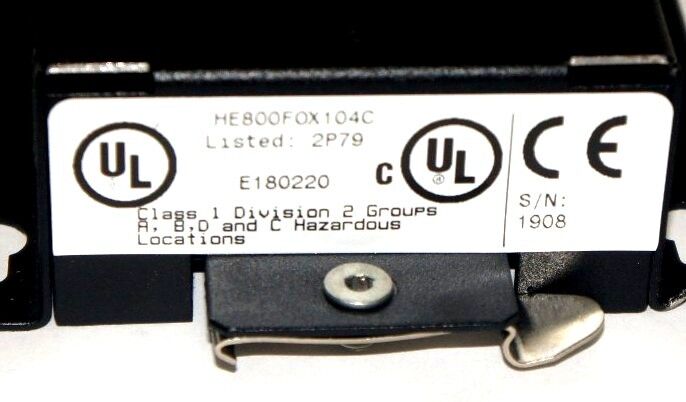 HE800FOX104C
Listed: 2P79
UL
E180220
C UL
Class 1 Division 2 Groups
A, B,D and C Hazardous
Locations
CE
S/N:
1908